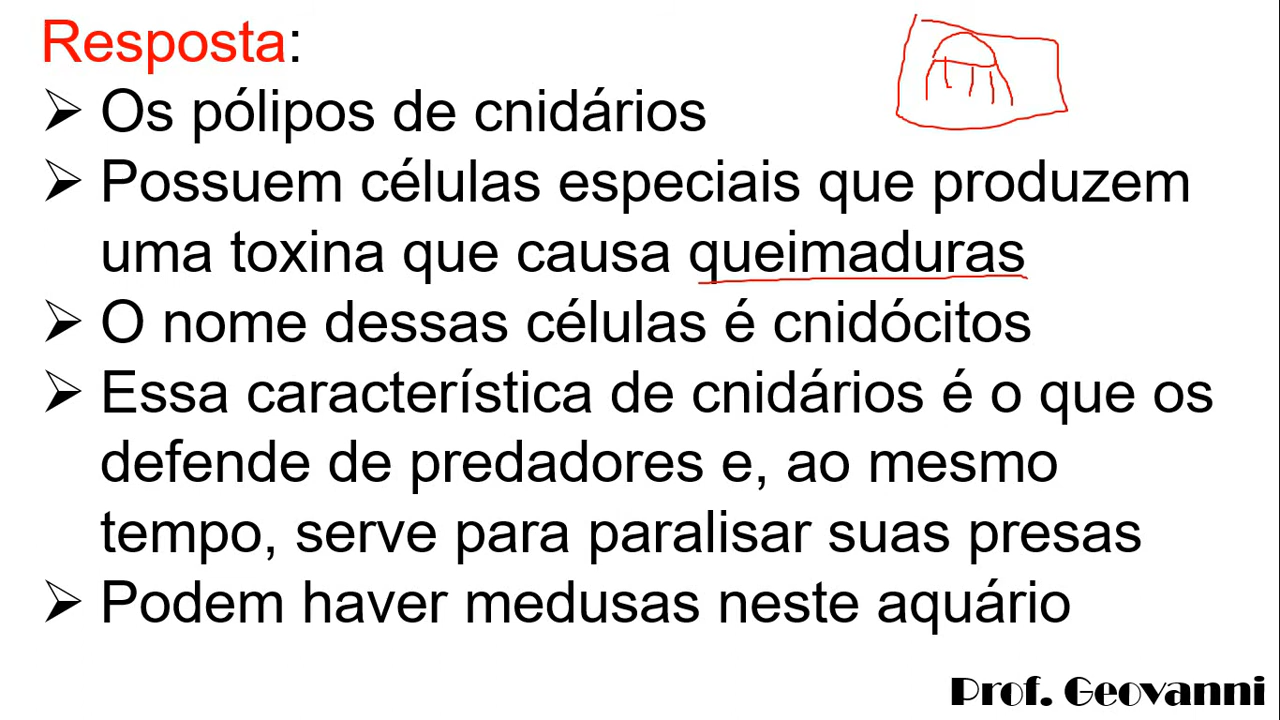 Resposta:
➢ Os pólipos de cnidários
➢ Possuem células especiais que produzem
uma toxina que causa queimaduras
➢ O nome dessas células é cnidócitos
➢ Essa característica de cnidários é o que os
defende de predadores e, ao mesmo
tempo, serve para paralisar suas presas
➢ Podem haver medusas neste aquário
Prof. Geovanni